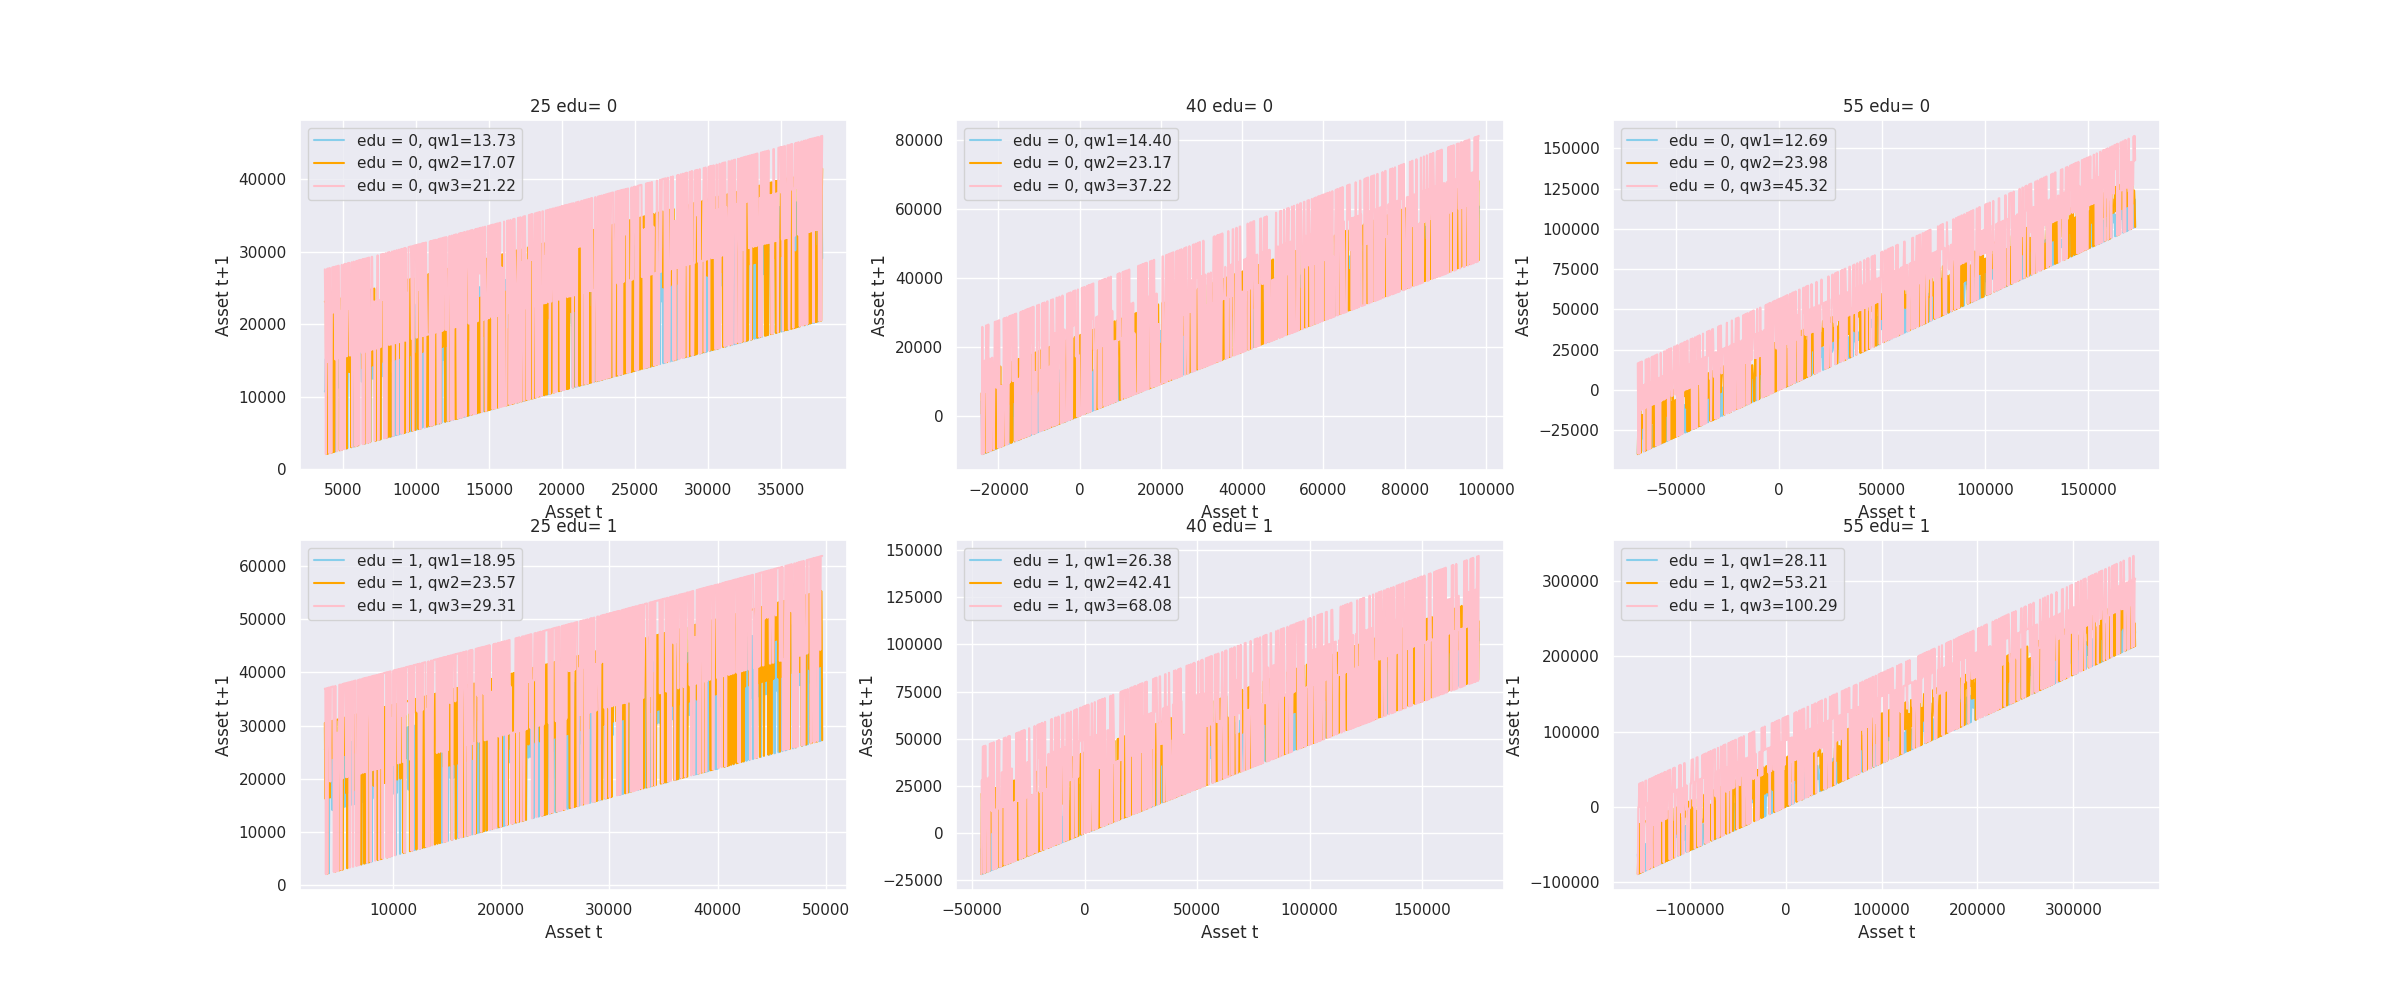 25 edu= 0
edu = 0, qw1=13.73
edu = 0, qw2=17.07
edu = 0, qw3=21.22
Asset t+1
40000
30000
20000
10000
0
5000 10000 15000 20000 25000 30000 35000
Asset t
40 edu= 0
edu = 0, qw1=14.40
edu = 0, qw2=23.17
edu = 0, qw3=37.22
Asset t+1
80000
60000
40000
20000
0
−20000 0 20000 40000 60000 80000 100000
Asset t
55 edu= 0
edu = 0, qw1=12.69
edu = 0, qw2=23.98
edu = 0, qw3=45.32
Asset t+1
150000
125000
100000
75000
50000
25000
0
−25000
−50000 0 50000 100000 150000
Asset t
25 edu= 1
edu = 1, qw1=18.95
edu = 1, qw2=23.57
edu = 1, qw3=29.31
Asset t+1
60000
50000
40000
30000
20000
10000
0
10000 20000 30000 40000 50000
Asset t
40 edu= 1
edu = 1, qw1=26.38
edu = 1, qw2=42.41
edu = 1, qw3=68.08
Asset t+1
150000
125000
100000
75000
50000
25000
0
−25000
−50000 0 50000 100000 150000
Asset t
55 edu= 1
edu = 1, qw1=28.11
edu = 1, qw2=53.21
edu = 1, qw3=100.29
Asset t+1
300000
200000
100000
0
−100000
−100000 0 100000 200000 300000
Asset t